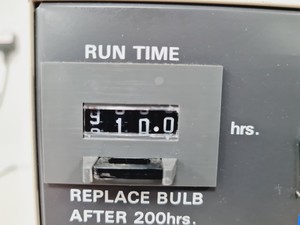 RUN TIME
10.0 hrs.
REPLACE BULB
AFTER 200hrs.